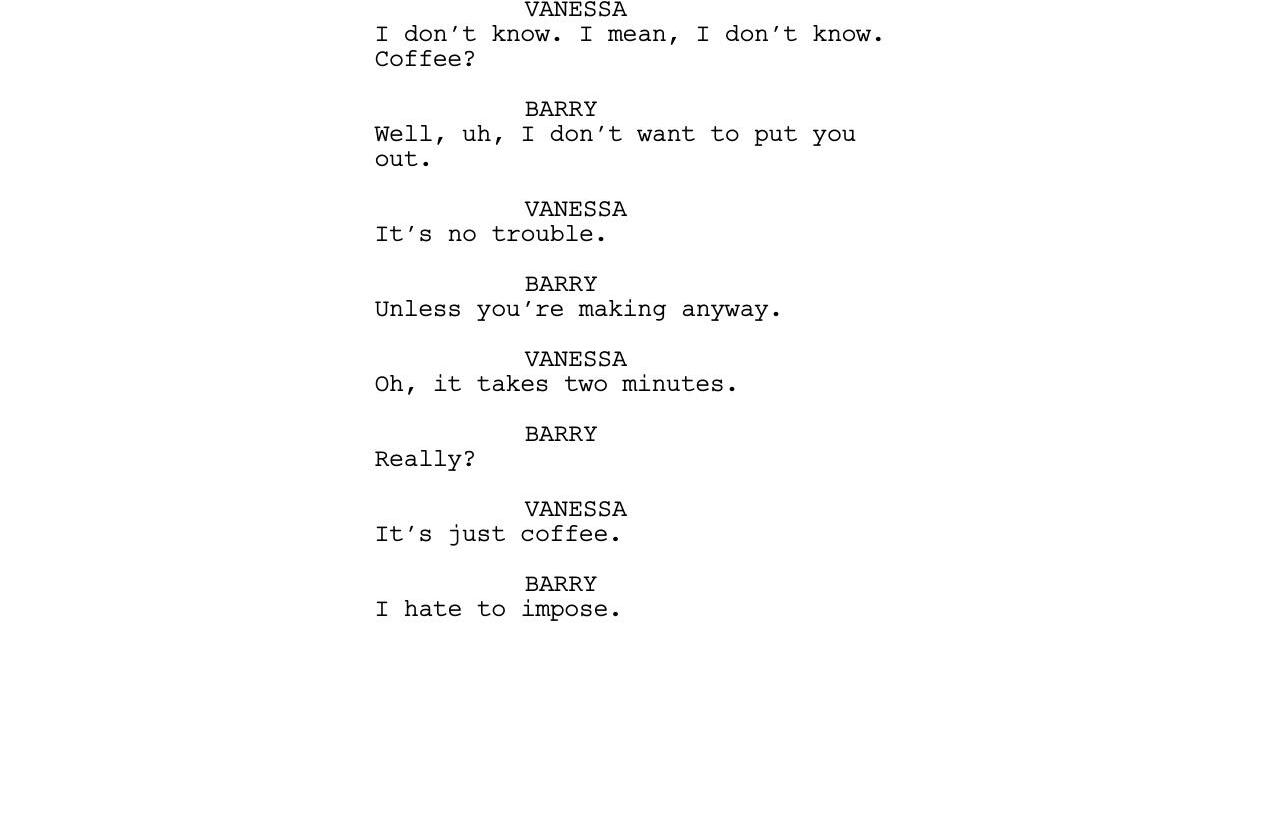 VANESSA
I don’t know. I mean, I don’t know.
Coffee?
BARRY
Well, uh, I don’t want to put you
out.
VANESSA
It’s no trouble.
BARRY
Unless you’re making anyway.
VANESSA
Oh, it takes two minutes.
BARRY
Really?
VANESSA
It’s just coffee.
BARRY
I hate to impose.